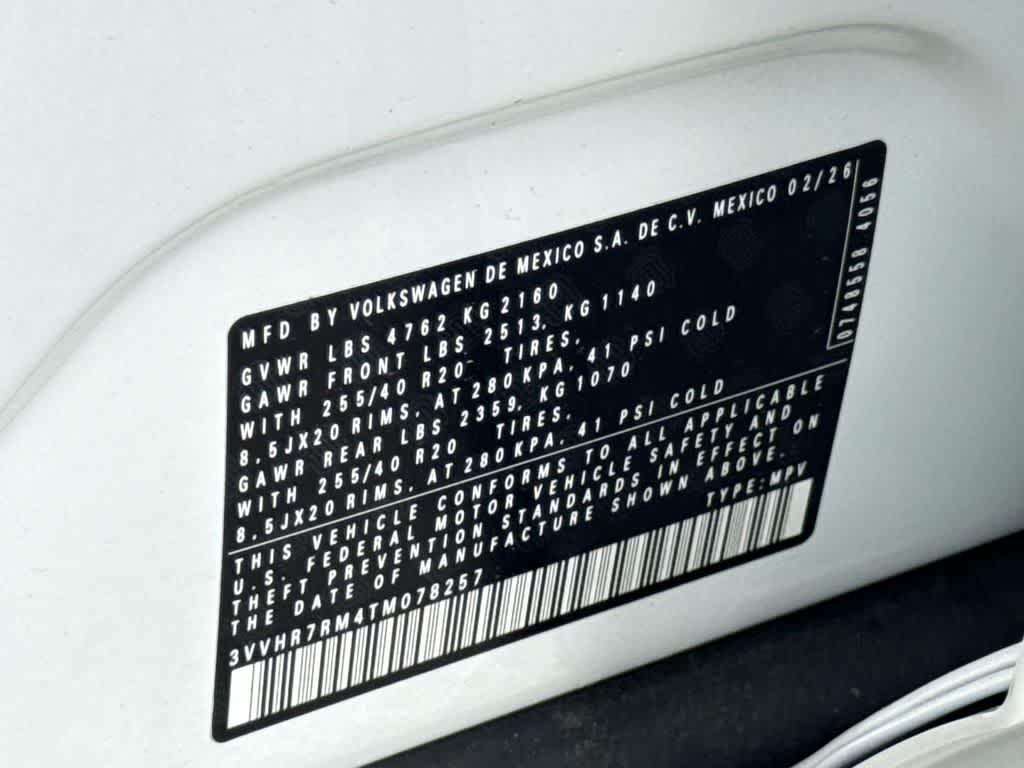 MFD BY VOLKSWAGEN DE MEXICO S.A. DE C.V. MEXICO 02/26
GVWR LBS 4762 KG 2160
GAWR FRONT LBS 2513, KG 1140
WITH 255/40 R20 TIRES,
8,5JX20 RIMS, AT 280 KPA, 41 PSI COLD
GAWR REAR LBS 2359, KG 1070
WITH 255/40 R20 TIRES,
8,5JX20 RIMS, AT 280 KPA, 41 PSI COLD
THIS VEHICLE CONFORMS TO ALL APPLICABLE
U.S. FEDERAL MOTOR VEHICLE SAFETY AND
THEFT PREVENTION STANDARDS IN EFFECT ON
THE DATE OF MANUFACTURE SHOWN ABOVE.
3VVHR7RM4TM078257 TYPE: MPV
0748558 4056